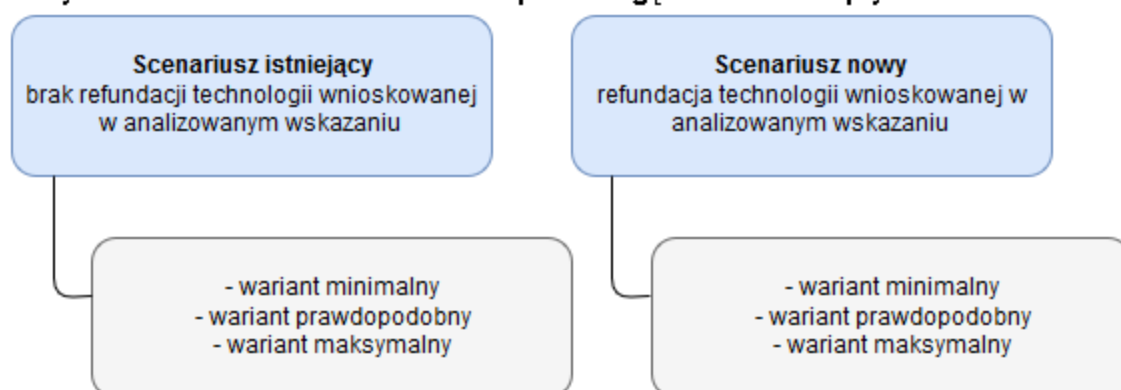 Scenariusz istniejący
brak refundacji technologii wnioskowanej
w analizowanym wskazaniu
Scenariusz nowy
refundacja technologii wnioskowanej w
analizowanym wskazaniu
- wariant minimalny
- wariant prawdopodobny
- wariant maksymalny
- wariant minimalny
- wariant prawdopodobny
- wariant maksymalny